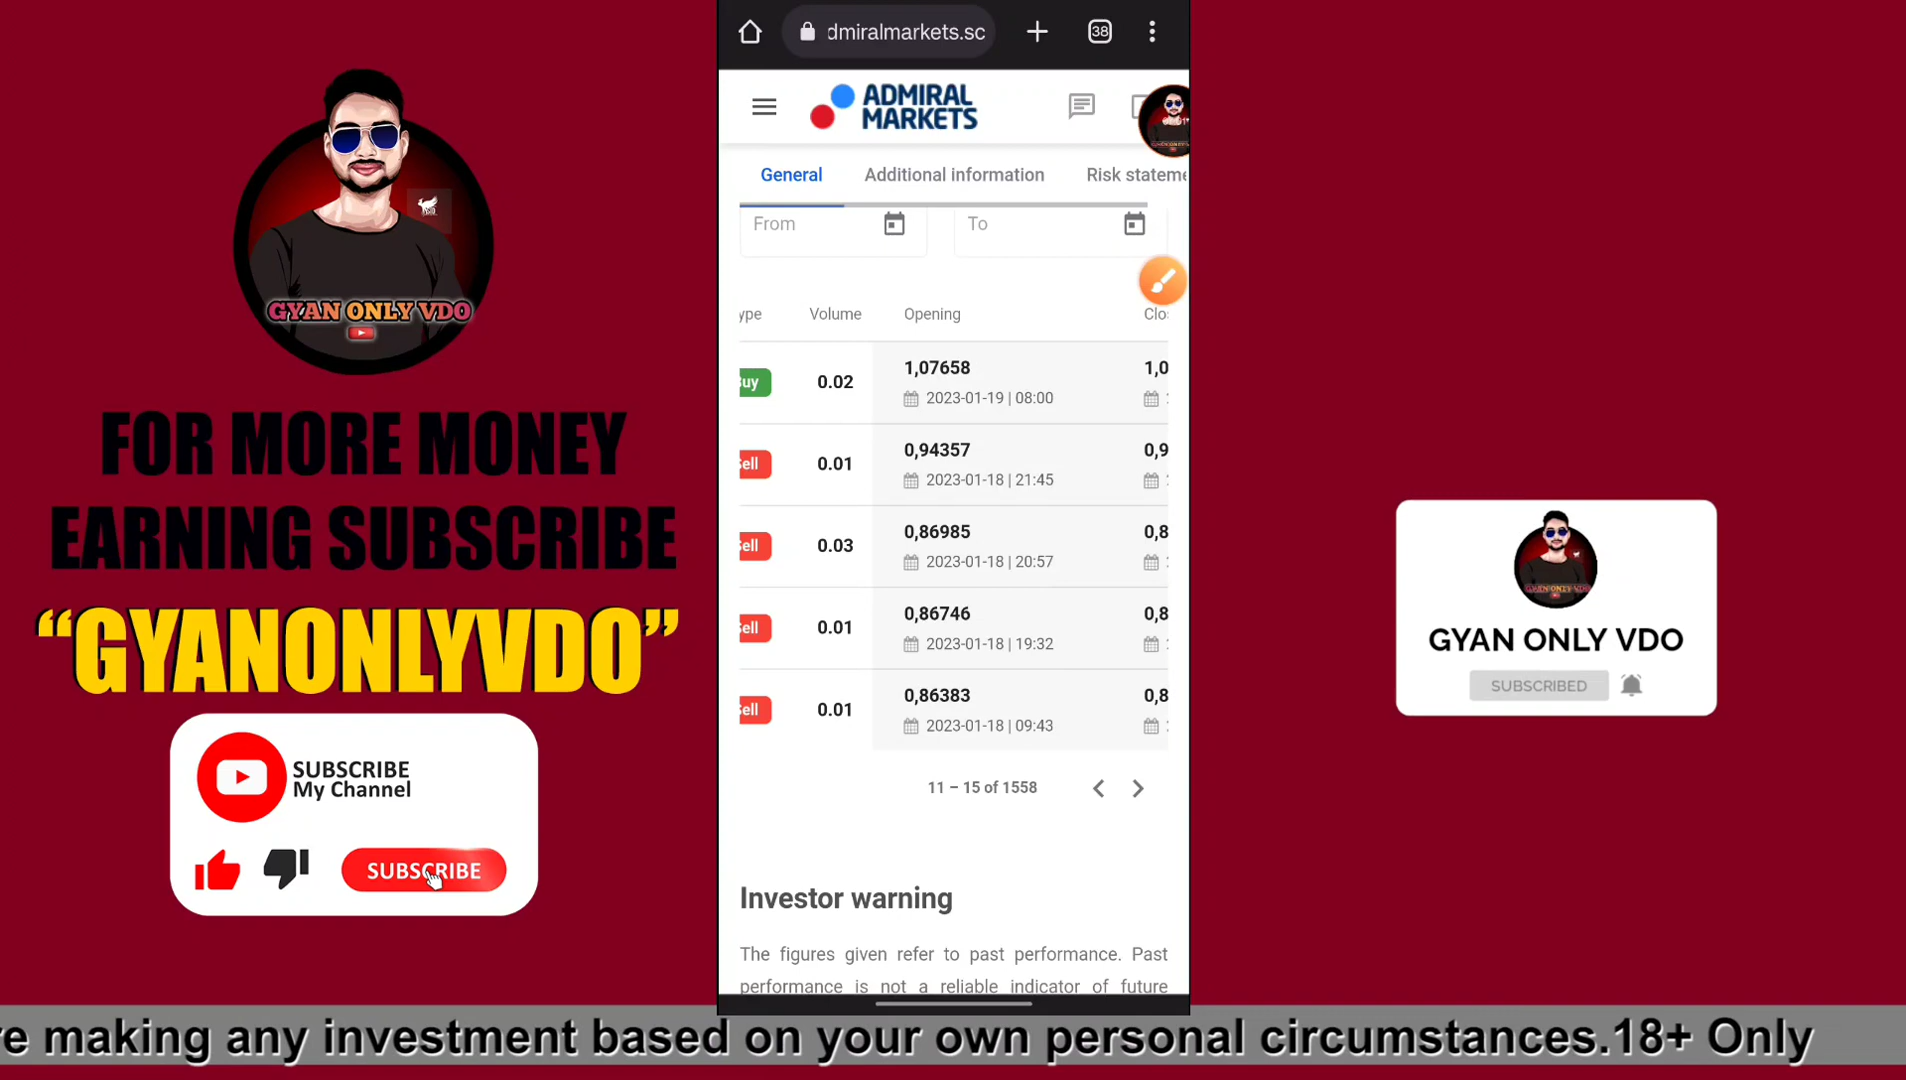 GYAN ONLY VDO
FOR MORE MONEY
EARNING SUBSCRIBE
“GYANONLYVDO”
SUBSCRIBE
My Channel
SUBSCRIBE
dmiralmarkets.sc
38
ADMIRAL
MARKETS
General Additional information Risk stateme
From To
ype Volume Opening Clo
uy 0.02 1,07658 1,0
2023-01-19 | 08:00
ell 0.01 0,94357 0,9
2023-01-18 | 21:45
ell 0.03 0,86985 0,8
2023-01-18 | 20:57
ell 0.01 0,86746 0,8
2023-01-18 | 19:32
ell 0.01 0,86383 0,8
2023-01-18 | 09:43
11 – 15 of 1558
Investor warning
The figures given refer to past performance. Past
performance is not a reliable indicator of future
GYAN ONLY VDO
SUBSCRIBED
re making any investment based on your own personal circumstances.18+ Only